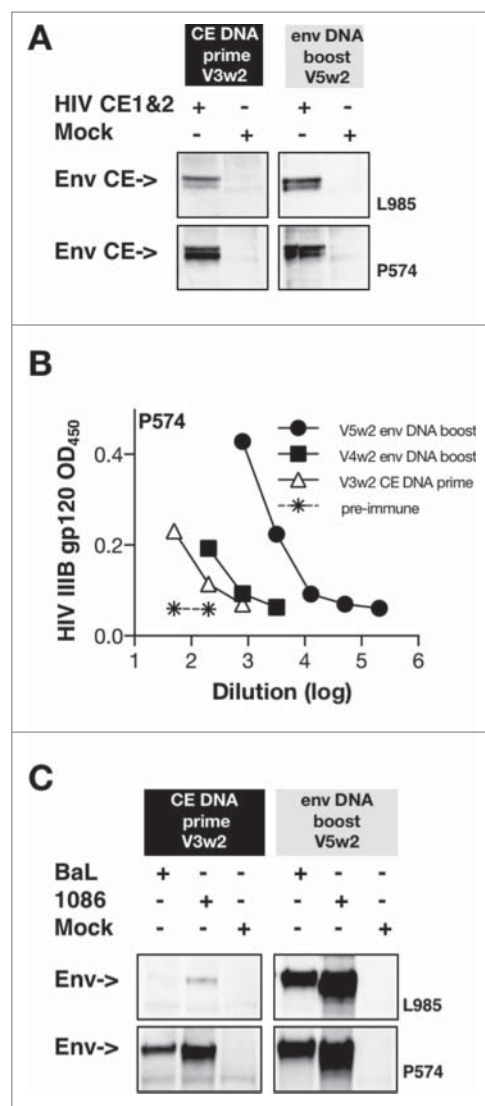 A
CE DNA prime V3w2
env DNA boost V5w2
HIV CE1&2 + - + -
Mock - + - +
Env CE-> L985
Env CE-> P574
B
P574
HIV IIIB gp120 OD450
0.4
0.2
0.0
1 2 3 4 5 6
Dilution (log)
V5w2 env DNA boost
V4w2 env DNA boost
V3w2 CE DNA prime
pre-immune
C
CE DNA prime V3w2
env DNA boost V5w2
BaL + - - + - -
1086 - + - - + -
Mock - - + - - +
Env-> L985
Env-> P574